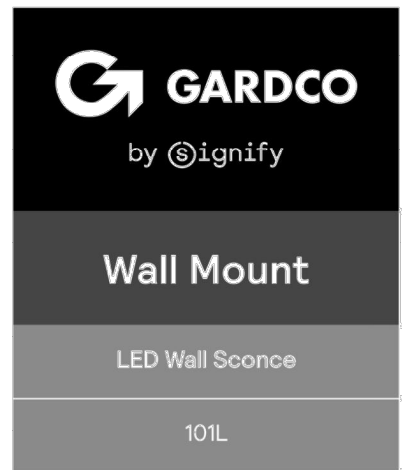 GARDCO
by signify
Wall Mount
LED Wall Sconce
101L